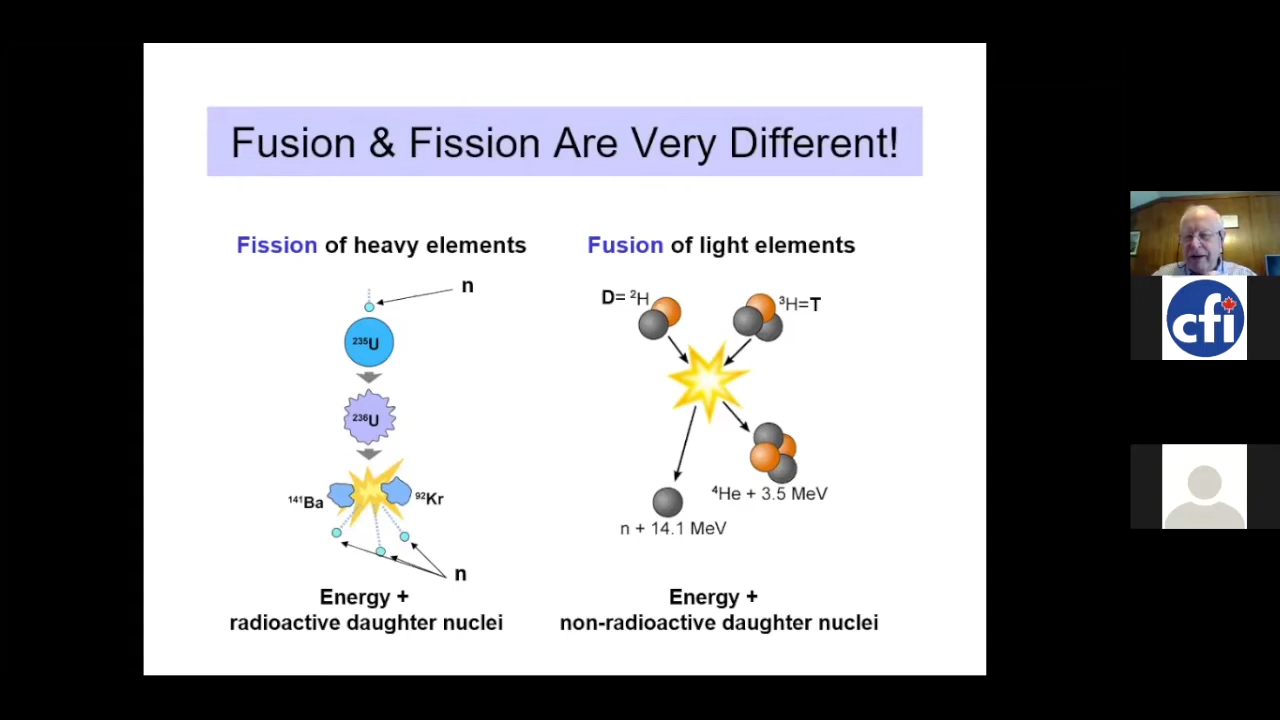 Fusion & Fission Are Very Different!
Fission of heavy elements
n
²³⁵U
²³⁶U
¹⁴¹Ba
⁹²Kr
n
Energy +
radioactive daughter nuclei
Fusion of light elements
D= ²H
³H=T
⁴He + 3.5 MeV
n + 14.1 MeV
Energy +
non-radioactive daughter nuclei
cfi